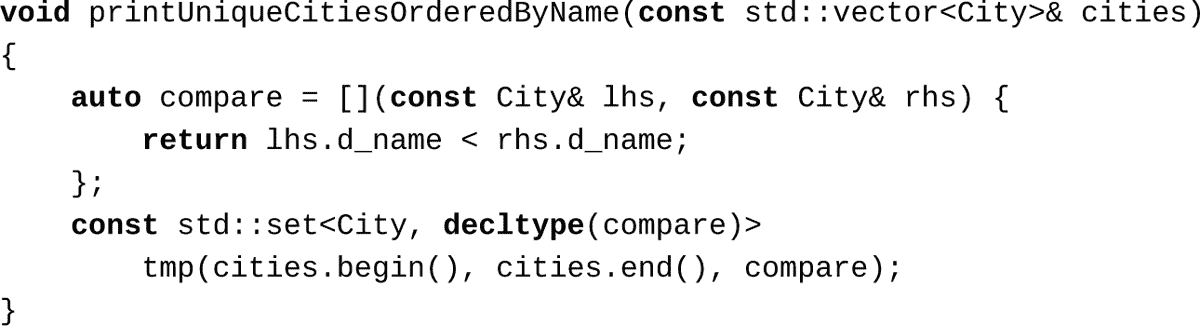 void printUniqueCitiesOrderedByName(const std::vector<City>& cities)
{
    auto compare = [](const City& lhs, const City& rhs) {
        return lhs.d_name < rhs.d_name;
    };
    const std::set<City, decltype(compare)>
        tmp(cities.begin(), cities.end(), compare);
}